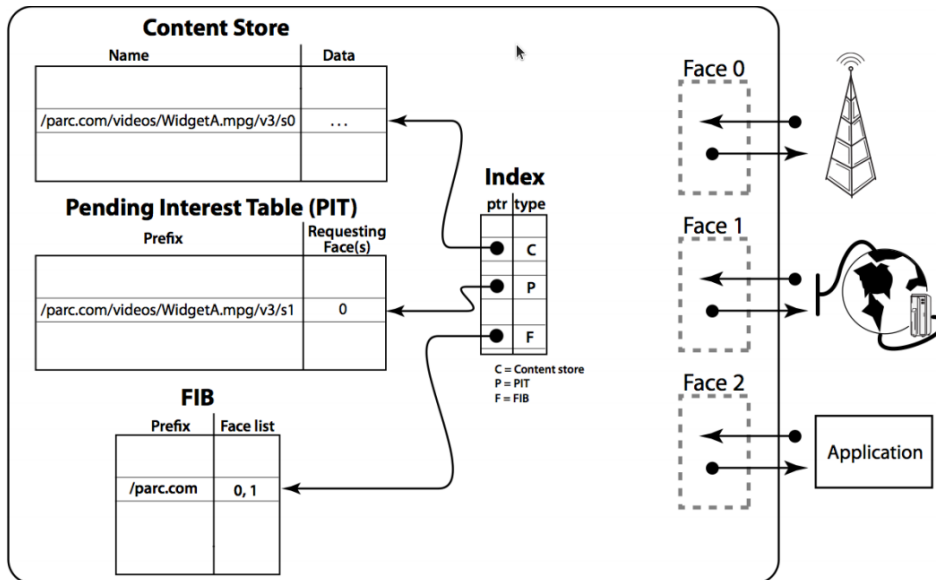 Content Store
Name Data
/parc.com/videos/WidgetA.mpg/v3/s0 ...
Pending Interest Table (PIT)
Prefix Requesting
Face(s)
/parc.com/videos/WidgetA.mpg/v3/s1 0
FIB
Prefix Face list
/parc.com 0, 1
Index
ptr type
C
P
F
C = Content store
P = PIT
F = FIB
Face 0
Face 1
Face 2
Application